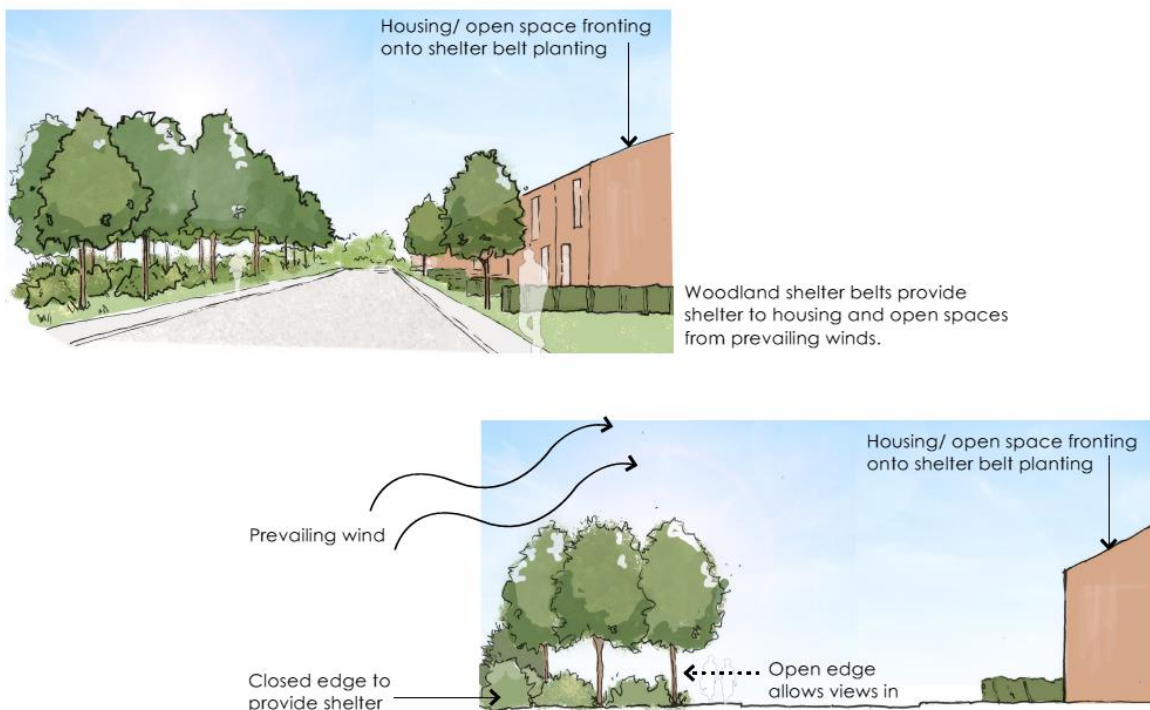 Housing/ open space fronting
onto shelter belt planting
Woodland shelter belts provide
shelter to housing and open spaces
from prevailing winds.
Housing/ open space fronting
onto shelter belt planting
Prevailing wind
Open edge
allows views in
Closed edge to
provide shelter